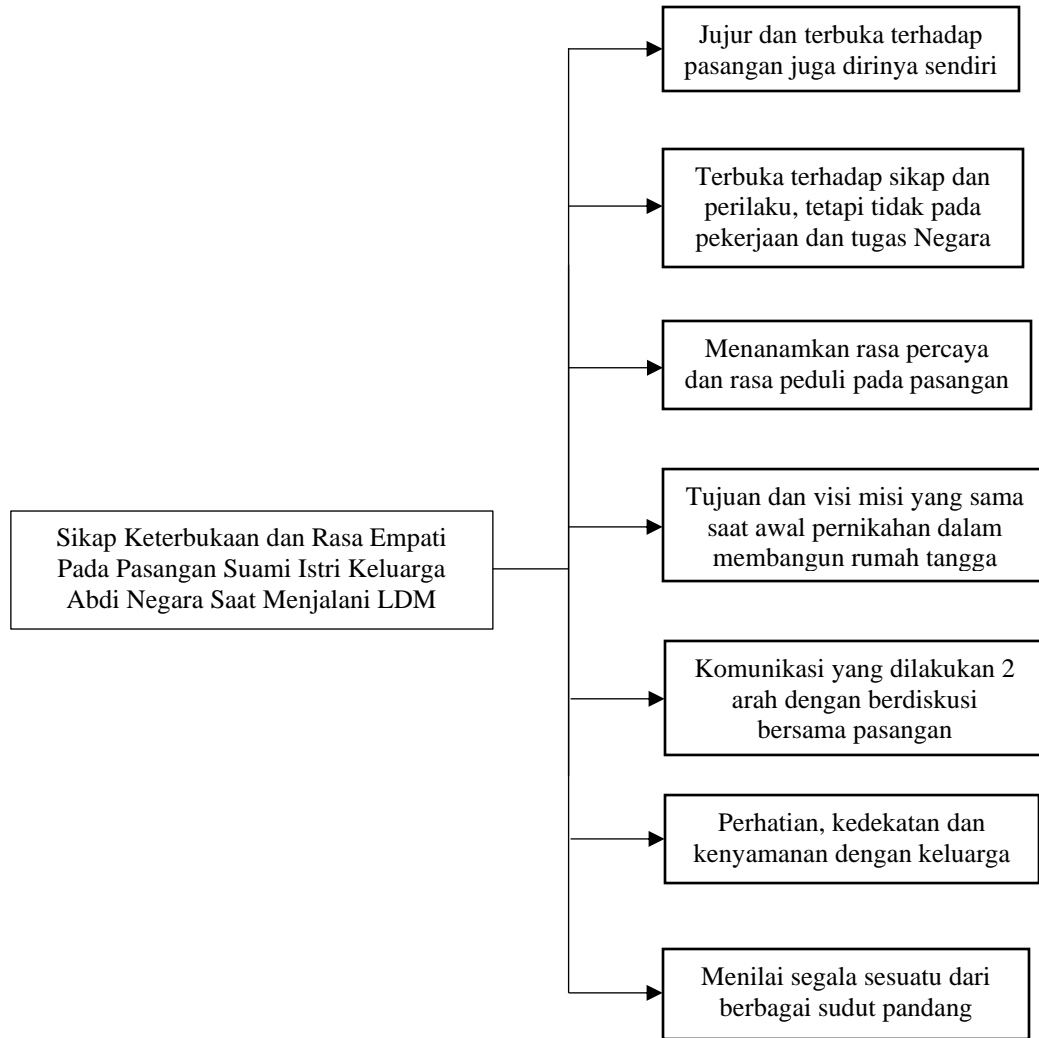 Jujur dan terbuka terhadap
pasangan juga dirinya sendiri
Terbuka terhadap sikap dan
perilaku, tetapi tidak pada
pekerjaan dan tugas Negara
Menanamkan rasa percaya
dan rasa peduli pada pasangan
Tujuan dan visi misi yang sama
saat awal pernikahan dalam
membangun rumah tangga
Sikap Keterbukaan dan Rasa Empati
Pada Pasangan Suami Istri Keluarga
Abdi Negara Saat Menjalani LDM
Komunikasi yang dilakukan 2
arah dengan berdiskusi
bersama pasangan
Perhatian, kedekatan dan
kenyamanan dengan keluarga
Menilai segala sesuatu dari
berbagai sudut pandang